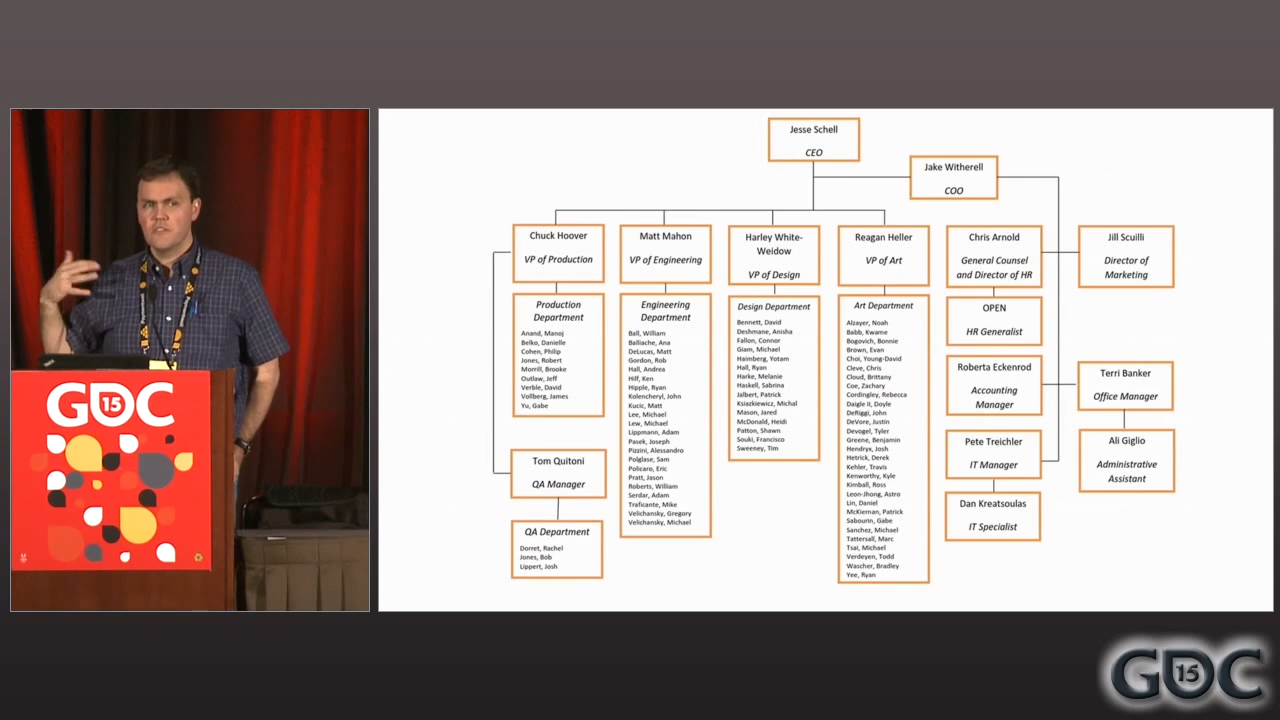 Jesse Schell
CEO
Jake Witherell
COO
Chuck Hoover
VP of Production
Matt Mahon
VP of Engineering
Harley White-
Weidow
VP of Design
Reagan Heller
VP of Art
Chris Arnold
General Counsel
and Director of HR
Jill Scuilli
Director of
Marketing
Production
Department
Anand, Manoj
Belko, Danielle
Cohen, Philip
Jones, Robert
Morrill, Brooke
Outlaw, Jeff
Verble, David
Vollberg, James
Yu, Gabe
Tom Quitoni
QA Manager
QA Department
Dorret, Rachel
Jones, Bob
Lippert, Josh
Engineering
Department
Ball, William
Balliache, Ana
DeLucas, Matt
Gordon, Rob
Hall, Andrea
Hilf, Ken
Hipple, Ryan
Kolencheryl, John
Kucic, Matt
Lee, Michael
Lew, Michael
Lippmann, Adam
Pasek, Joseph
Pizzini, Alessandro
Polglase, Sam
Policaro, Eric
Pratt, Jason
Roberts, William
Serdar, Adam
Traficante, Mike
Velichansky, Gregory
Velichansky, Michael
Design Department
Bennett, David
Deshmane, Anisha
Fallon, Connor
Giam, Michael
Haimberg, Yotam
Hall, Ryan
Harke, Melanie
Haskell, Sabrina
Jalbert, Patrick
Ksiazkiewicz, Michal
Mason, Jared
McDonald, Heidi
Patton, Shawn
Souki, Francisco
Sweeney, Tim
Art Department
Alzayer, Noah
Babb, Kwame
Bogovich, Bonnie
Brown, Evan
Choi, Young-David
Cleve, Chris
Cloud, Brittany
Coe, Zachary
Cordingley, Rebecca
Daigle II, Doyle
DeRiggi, John
DeVore, Justin
Devogel, Tyler
Greene, Benjamin
Hendryx, Josh
Hetrick, Derek
Kehler, Travis
Kenworthy, Kyle
Kimball, Ross
Leon-Jhong, Astro
Lin, Daniel
McKiernan, Patrick
Sabourin, Gabe
Sanchez, Michael
Tattersall, Marc
Tsai, Michael
Verdeyen, Todd
Wascher, Bradley
Yee, Ryan
OPEN
HR Generalist
Roberta Eckenrod
Accounting
Manager
Terri Banker
Office Manager
Pete Treichler
IT Manager
Ali Giglio
Administrative
Assistant
Dan Kreatsoulas
IT Specialist
GDC
15
GDC
15